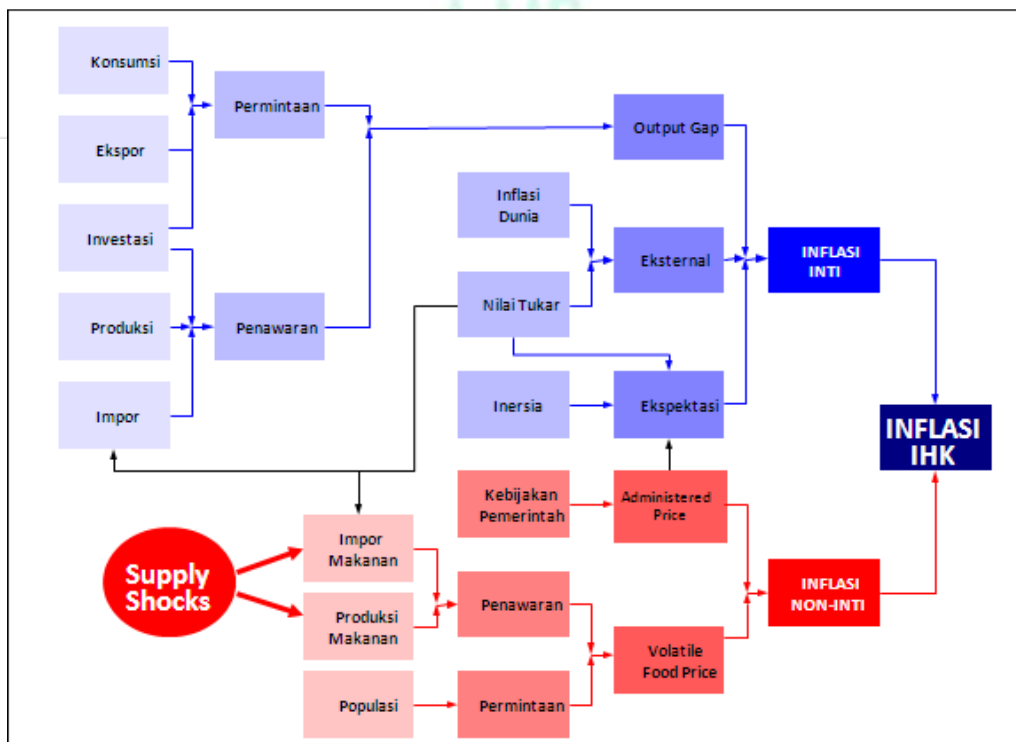 Konsumsi
Permintaan
Output Gap
Ekspor
Inflasi
Dunia
Investasi
Eksternal
INFLASI
INTI
Nilai Tukar
Produksi
Penawaran
Inersia
Ekspektasi
Impor
INFLASI
IHK
Kebijakan
Pemerintah
Administered
Price
Impor
Makanan
Supply
Shocks
Penawaran
INFLASI
NON-INTI
Produksi
Makanan
Volatile
Food Price
Populasi
Permintaan